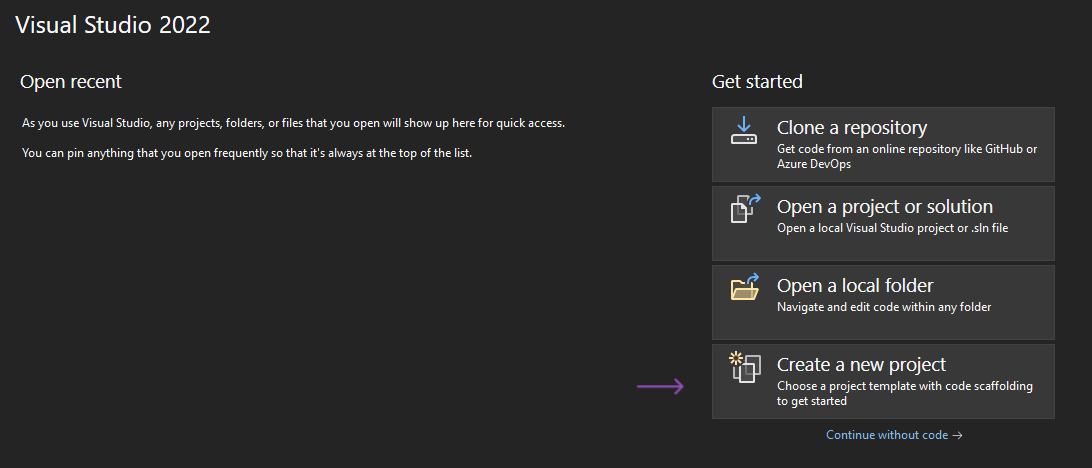 Visual Studio 2022
Open recent
As you use Visual Studio, any projects, folders, or files that you open will show up here for quick access.
You can pin anything that you open frequently so that it's always at the top of the list.
Get started
Clone a repository
Get code from an online repository like GitHub or
Azure DevOps
Open a project or solution
Open a local Visual Studio project or .sln file
Open a local folder
Navigate and edit code within any folder
Create a new project
Choose a project template with code scaffolding
to get started
Continue without code →